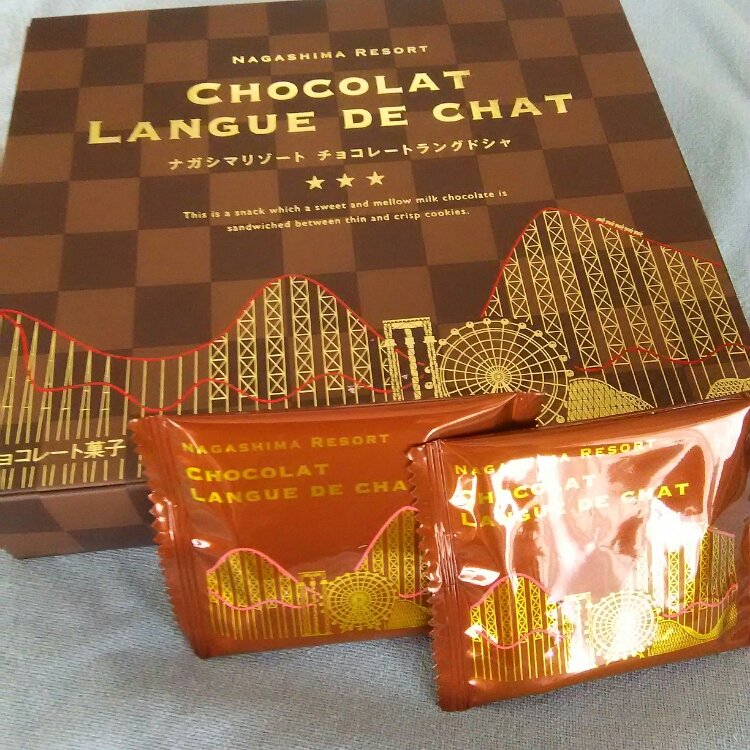 NAGASHIMA RESORT
CHOCOLAT
LANGUE DE CHAT
ナガシマリゾート チョコレートラングドシャ
★★★
This is a snack which a sweet and mellow milk chocolate is
sandwiched between thin and crisp cookies.
ョコレート菓子
NAGASHIMA RESORT
CHOCOLAT
LANGUE DE CHAT
NAGASHIMA RESORT
CHOCOLAT
LANGUE DE CHAT